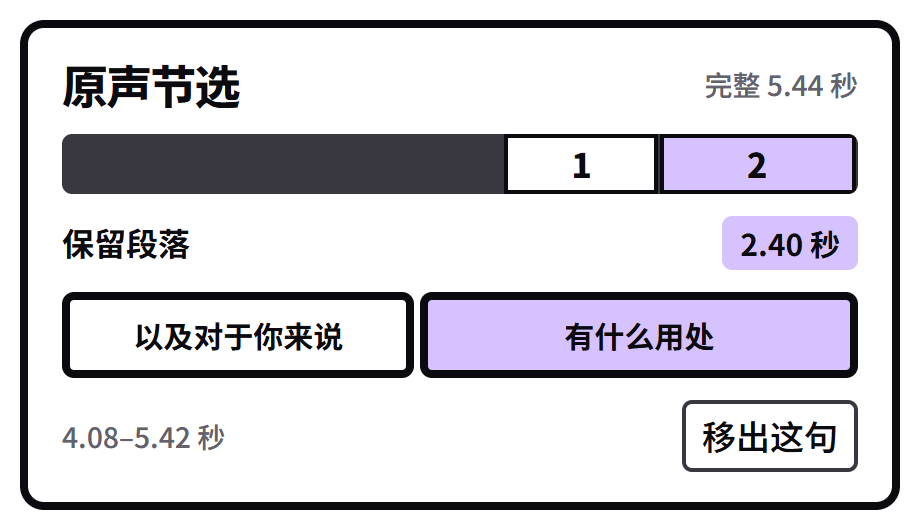 原声节选
完整 5.44 秒
1
2
保留段落
2.40 秒
以及对于你来说
有什么用处
4.08–5.42 秒
移出这句